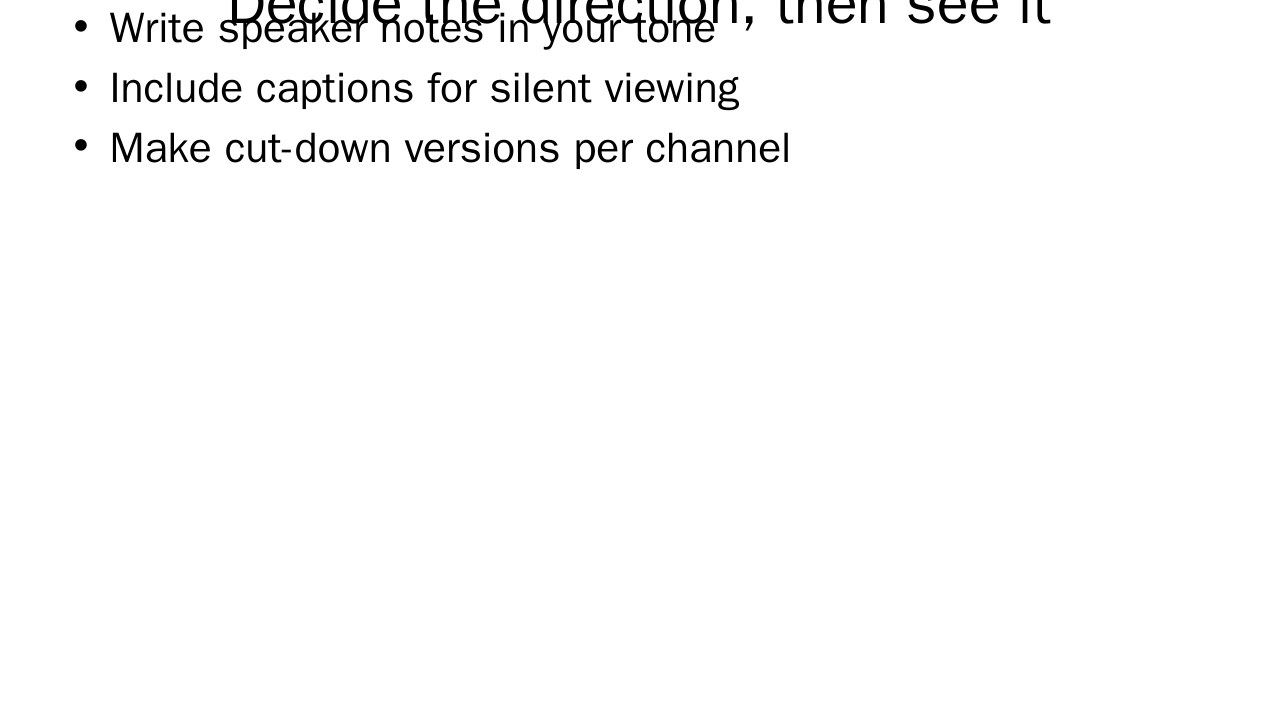 Decide the direction, then see it
• Write speaker notes in your tone
• Include captions for silent viewing
• Make cut-down versions per channel